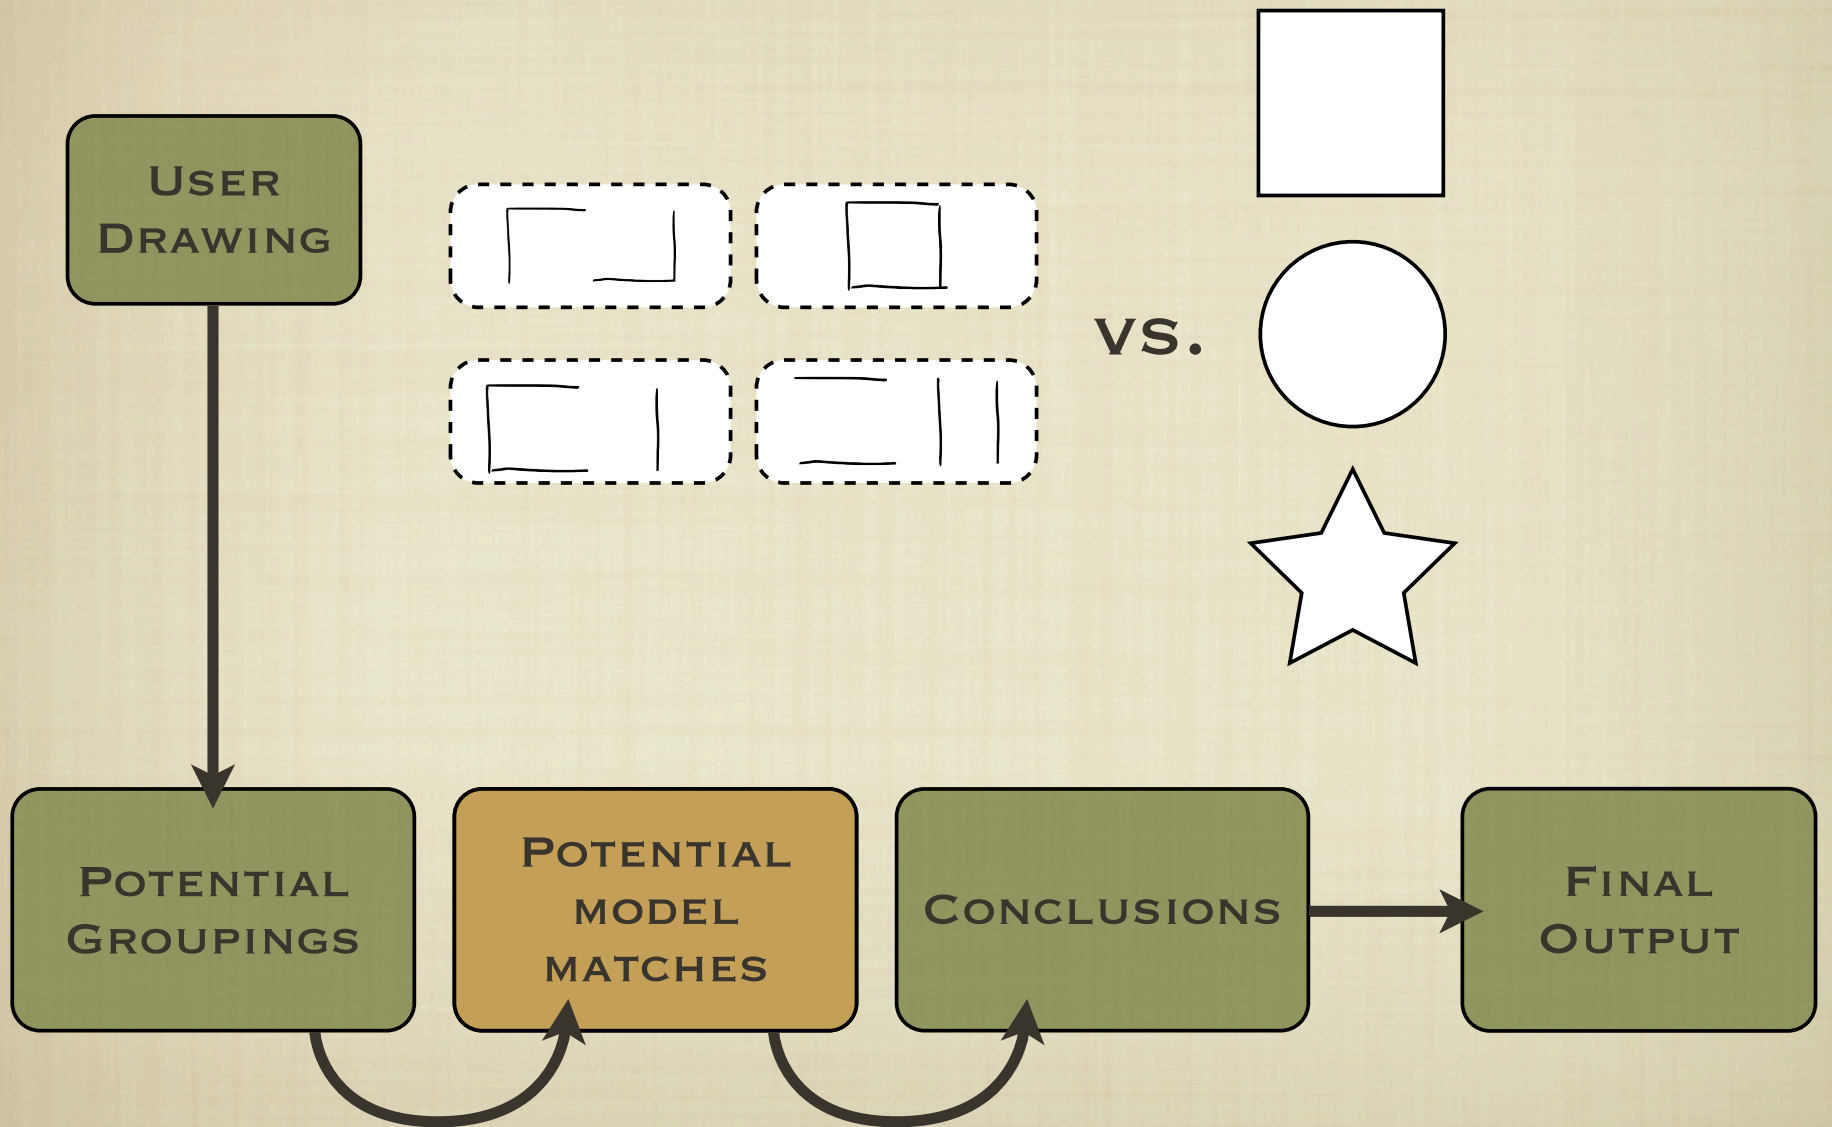 User
Drawing
vs.
Potential
Groupings
Potential
model
matches
Conclusions
Final
Output